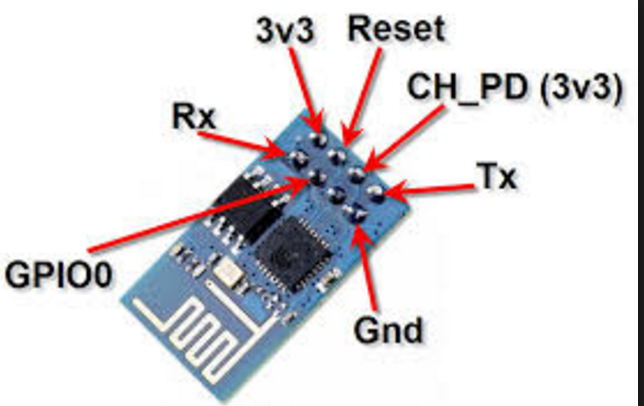 3v3
Reset
CH_PD (3v3)
Rx
Tx
GPIO0
Gnd